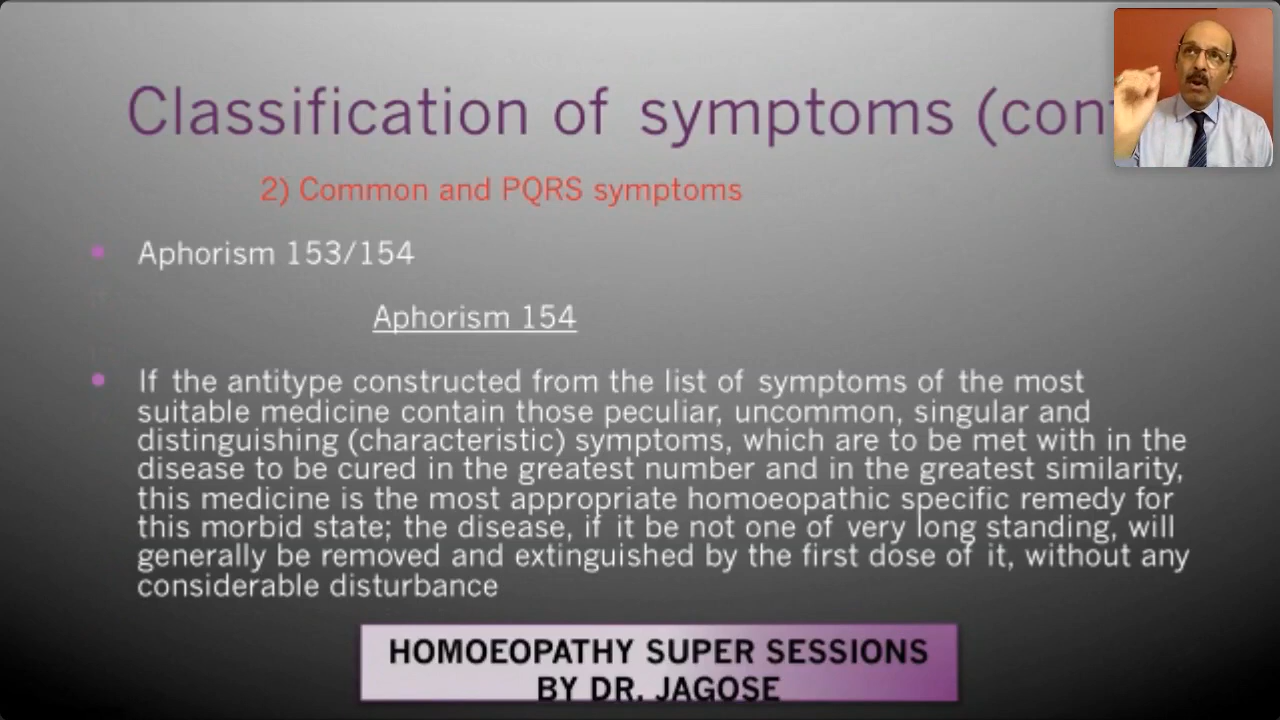 Classification of symptoms (con
2) Common and PQRS symptoms
Aphorism 153/154
Aphorism 154
If the antitype constructed from the list of symptoms of the most
suitable medicine contain those peculiar, uncommon, singular and
distinguishing (characteristic) symptoms, which are to be met with in the
disease to be cured in the greatest number and in the greatest similarity,
this medicine is the most appropriate homoeopathic specific remedy for
this morbid state; the disease, if it be not one of very long standing, will
generally be removed and extinguished by the first dose of it, without any
considerable disturbance
HOMOEOPATHY SUPER SESSIONS
BY DR. JAGOSE